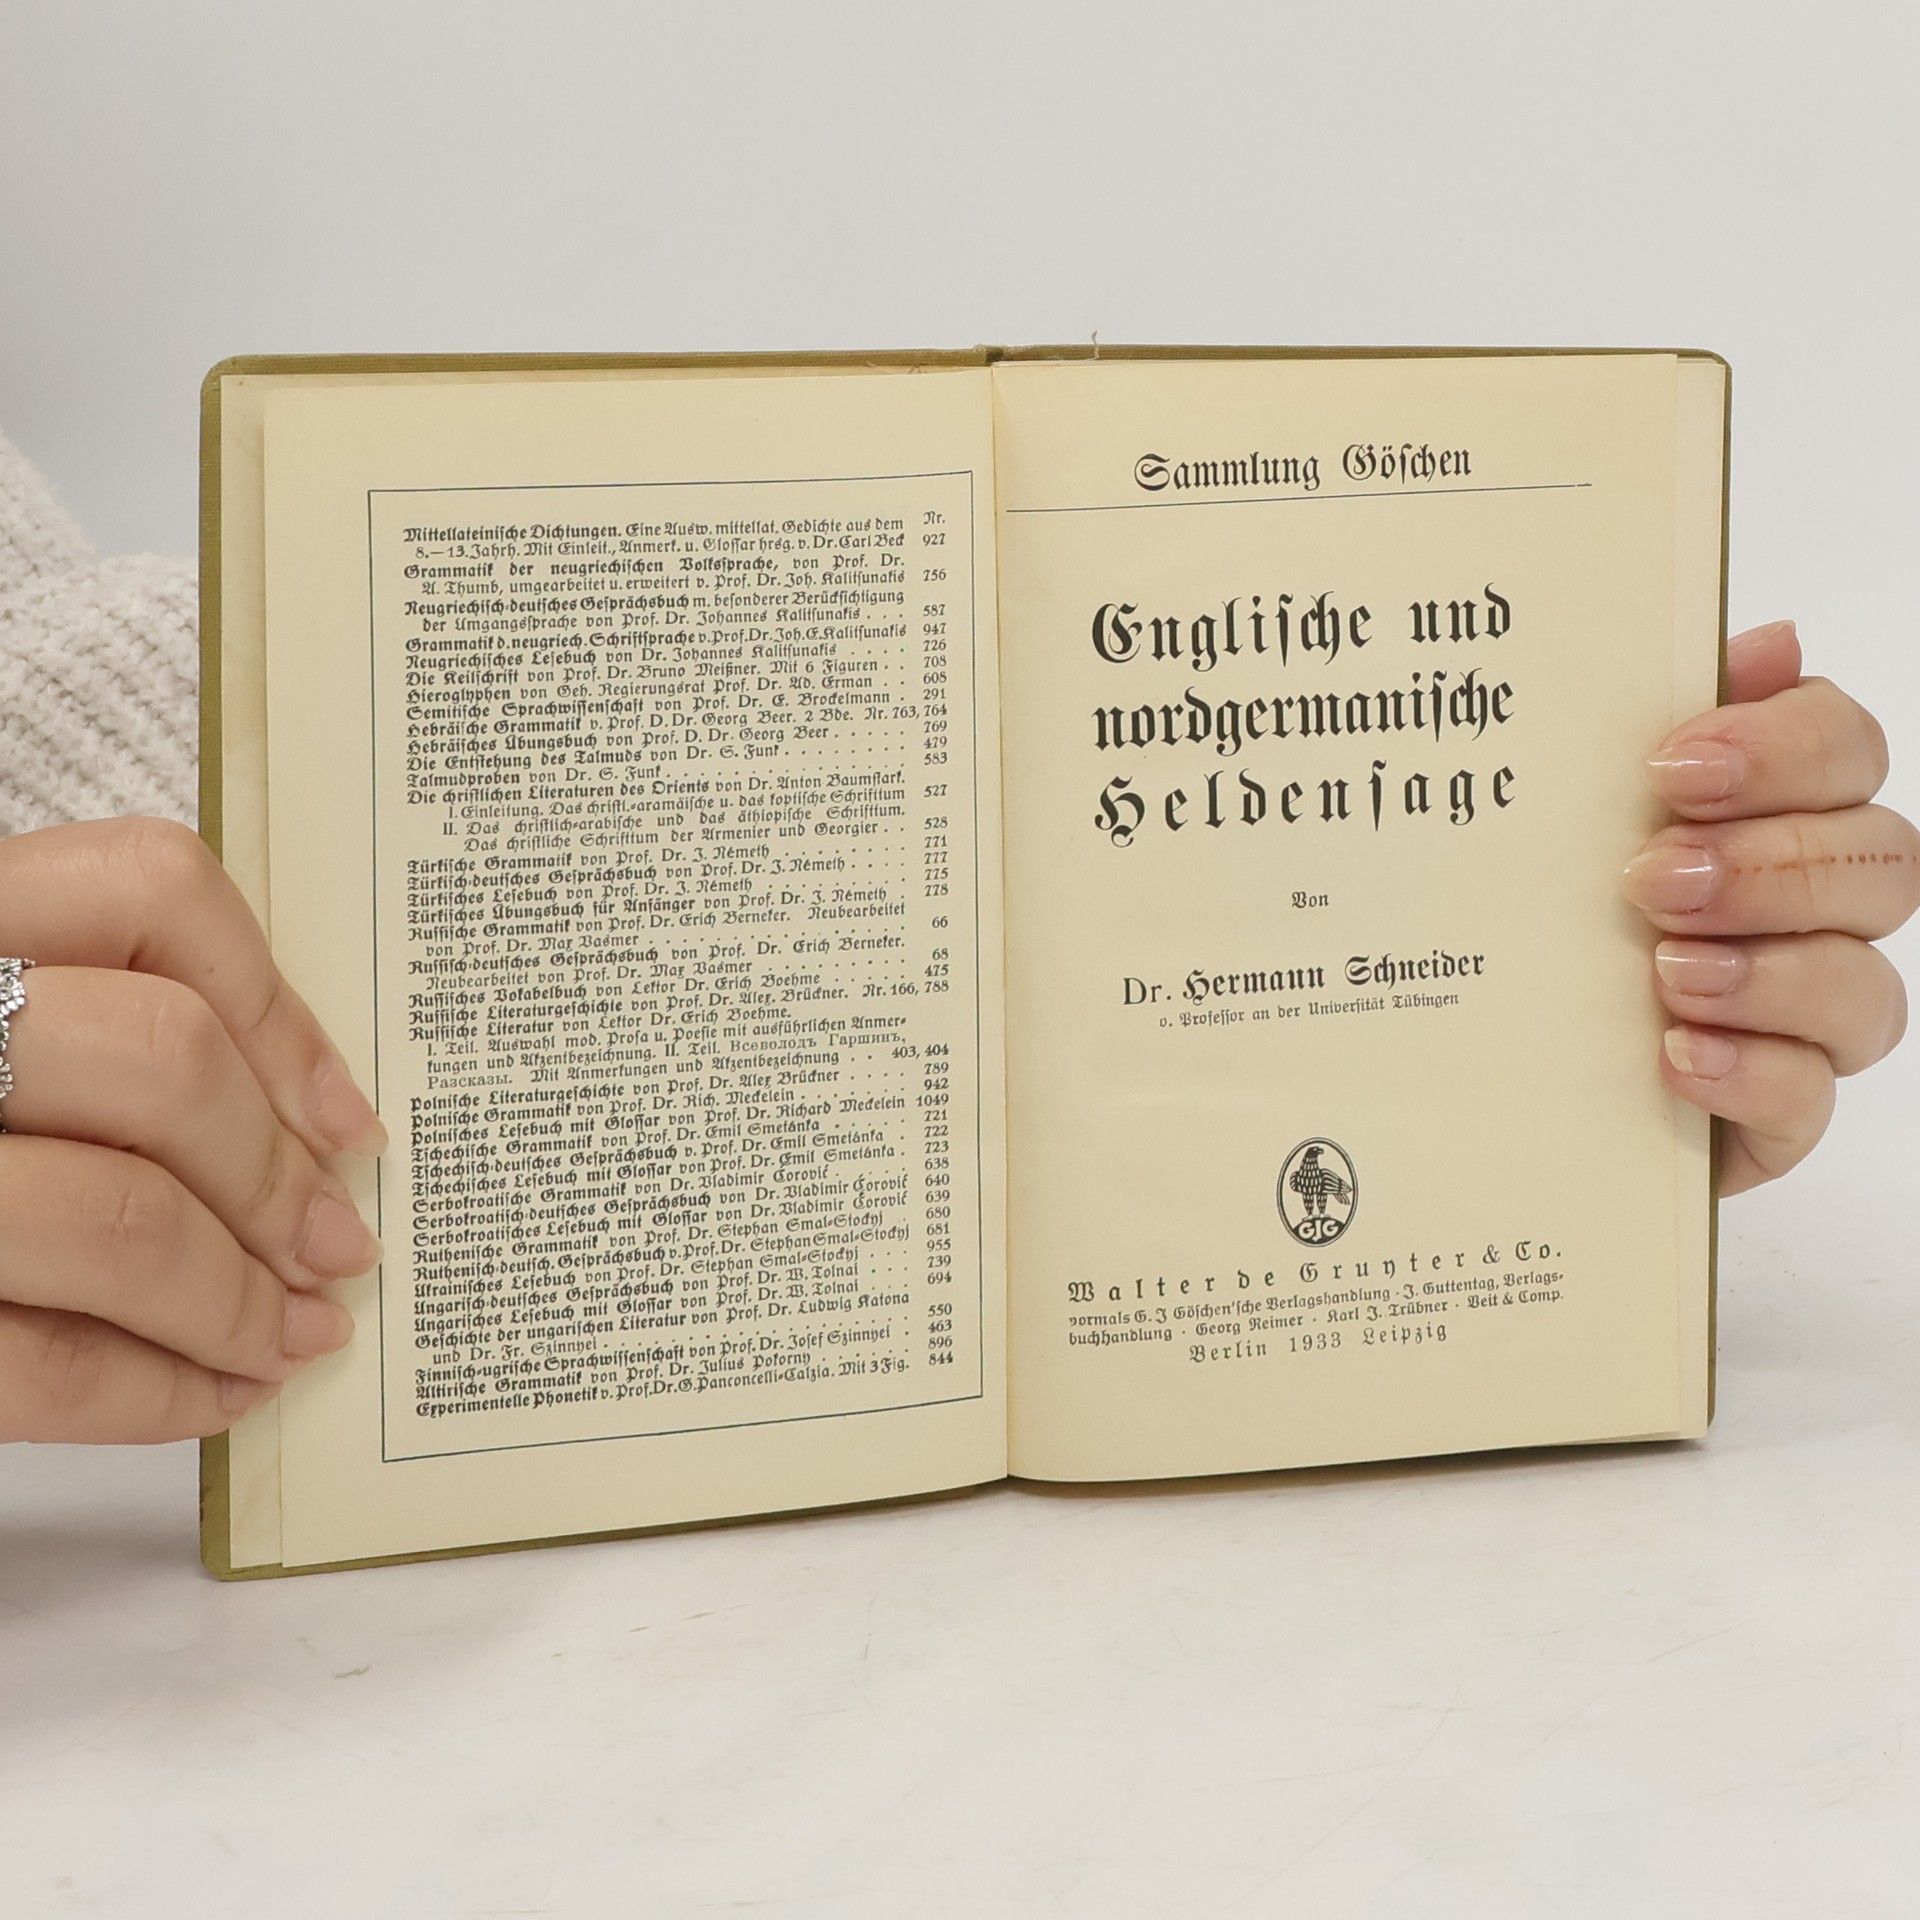 Nr.
Mittellateinische Dichtungen. Eine Ausw. mittellat. Gedichte aus dem
8.—13. Jahrh. Mit Einleit., Anmerk. u. Glossar hrsg. v. Dr. Carl Beck 927
Grammatik der neugriechischen Volkssprache, von Prof. Dr.
A. Thumb, umgearbeitet u. erweitert v. Prof. Dr. Joh. Kalitsunakis 756
Neugriechisch-deutsches Gesprächsbuch m. besonderer Berücksichtigung
der Umgangssprache von Prof. Dr. Johannes Kalitsunakis . . . 587
Grammatik d. neugriech. Schriftsprache v. Prof. Dr. Joh. E. Kalitsunakis 947
Neugriechisches Lesebuch von Dr. Johannes Kalitsunakis . . . . 726
Die Keilschrift von Prof. Dr. Bruno Meißner. Mit 6 Figuren . . 708
Hieroglyphen von Geh. Regierungsrat Prof. Dr. Ad. Erman . . 608
Semitische Sprachwissenschaft von Prof. Dr. C. Brockelmann . 291
Hebräische Grammatik v. Prof. D. Dr. Georg Beer. 2 Bde. Nr. 763, 764
Hebräisches Übungsbuch von Prof. D. Dr. Georg Beer . . . . . 769
Die Entstehung des Talmuds von Dr. S. Funk . . . . . . . . 479
Talmudproben von Dr. S. Funk . . . . . . . . . . . . . . 583
Die christlichen Literaturen des Orients von Dr. Anton Baumstark.
I. Einleitung. Das christl.-aramäische u. das koptische Schrifttum 527
II. Das christlich-arabische und das äthiopische Schrifttum.
Das christliche Schrifttum der Armenier und Georgier . . 528
Türkische Grammatik von Prof. Dr. J. Németh . . . . . . . . 771
Türkisch-deutsches Gesprächsbuch von Prof. Dr. J. Németh . . . . 777
Türkisches Lesebuch von Prof. Dr. J. Németh . . . . . . . . 775
Türkisches Übungsbuch für Anfänger von Prof. Dr. J. Németh . 778
Russische Grammatik von Prof. Dr. Erich Berneker. Neubearbeitet
von Prof. Dr. Max Vasmer . . . . . . . . . . . . . . . 66
Russisch-deutsches Gesprächsbuch von Prof. Dr. Erich Berneker.
Neubearbeitet von Prof. Dr. Max Vasmer . . . . . . . . . 68
Russisches Vokabelbuch von Lektor Dr. Erich Boehme . . . . . 475
Russische Literaturgeschichte von Prof. Dr. Alex. Brückner. Nr. 166, 788
Russische Literatur von Lektor Dr. Erich Boehme.
I. Teil. Auswahl mod. Prosa u. Poesie mit ausführlichen Anmer-
kungen und Akzentbezeichnung. II. Teil. Всеволодъ Гаршинъ,
Разсказы. Mit Anmerkungen und Akzentbezeichnung . . 403, 404
Polnische Literaturgeschichte von Prof. Dr. Alex Brückner . . . . 789
Polnische Grammatik von Prof. Dr. Rich. Meckelein . . . . . . 942
Polnisches Lesebuch mit Glossar von Prof. Dr. Richard Meckelein 1049
Tschechische Grammatik von Prof. Dr. Emil Smetánka . . . . . 721
Tschechisch-deutsches Gesprächsbuch v. Prof. Dr. Emil Smetánka . 722
Tschechisches Lesebuch mit Glossar von Prof. Dr. Emil Smetánka . 723
Serbokroatische Grammatik von Dr. Vladimir Ćorović . . . . . 638
Serbokroatisch-deutsches Gesprächsbuch von Dr. Vladimir Ćorović 640
Serbokroatisches Lesebuch mit Glossar von Dr. Vladimir Ćorović 639
Ruthenische Grammatik von Prof. Dr. Stephan Smal-Stockyj . 680
Ruthenisch-deutsch. Gesprächsbuch v. Prof. Dr. Stephan Smal-Stockyj 681
Ukrainisches Lesebuch von Prof. Dr. Stephan Smal-Stockyj . . . 955
Ungarisch-deutsches Gesprächsbuch von Prof. Dr. W. Tolnai . . . 739
Ungarisches Lesebuch mit Glossar von Prof. Dr. W. Tolnai . . . 694
Geschichte der ungarischen Literatur von Prof. Dr. Ludwig Katona
und Dr. Fr. Szinnyei . . . . . . . . . . . . . . . . . 550
Finnisch-ugrische Sprachwissenschaft von Prof. Dr. Josef Szinnyei . 463
Altirische Grammatik von Prof. Dr. Julius Pokorny . . . . . . 896
Experimentelle Phonetik v. Prof. Dr. G. Panconcelli-Calzia. Mit 3 Fig. 844
Sammlung Göschen
Englische und
nordgermanische
Heldensage
Von
Dr. Hermann Schneider
o. Professor an der Universität Tübingen
GJG
Walter de Gruyter & Co.
vormals G. J Göschen'sche Verlagshandlung · J. Guttentag, Verlags-
buchhandlung · Georg Reimer · Karl J. Trübner · Veit & Comp.
Berlin 1933 Leipzig